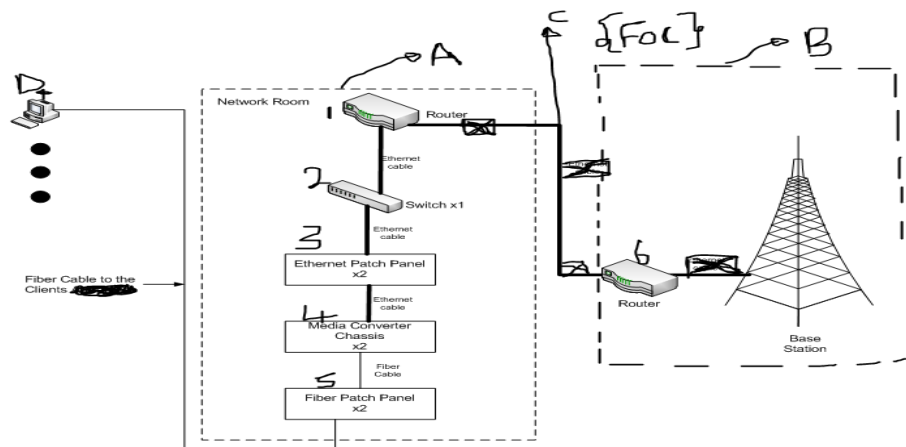 C
{FOC}
B
A
D
Network Room
1
Router
Ethernet
cable
2
Switch x1
Ethernet
cable
3
Ethernet Patch Panel
x2
6
Router
Fiber Cable to the
Clients
Ethernet
cable
4
Media Converter
Chassis
x2
Base
Station
Fiber
Cable
5
Fiber Patch Panel
x2